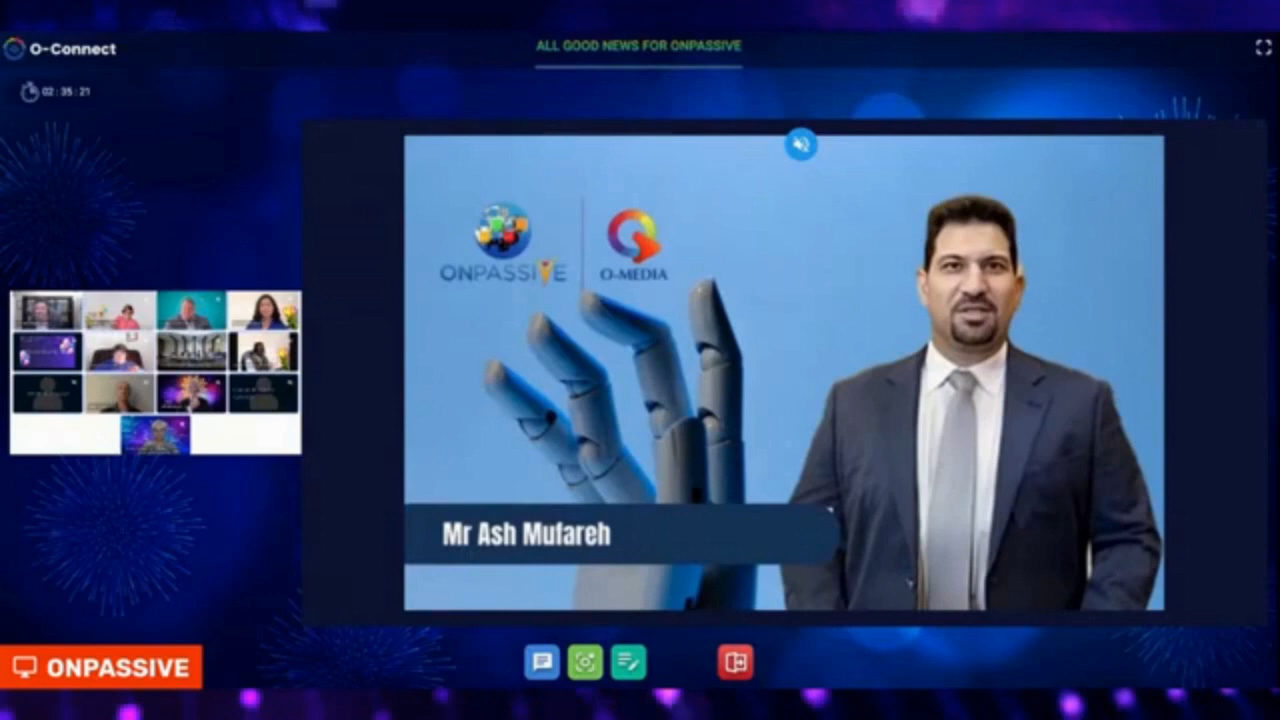 O-Connect
ALL GOOD NEWS FOR ONPASSIVE
02 : 35 : 21
ONPASSIVE
O-MEDIA
Mr Ash Mufareh
ONPASSIVE